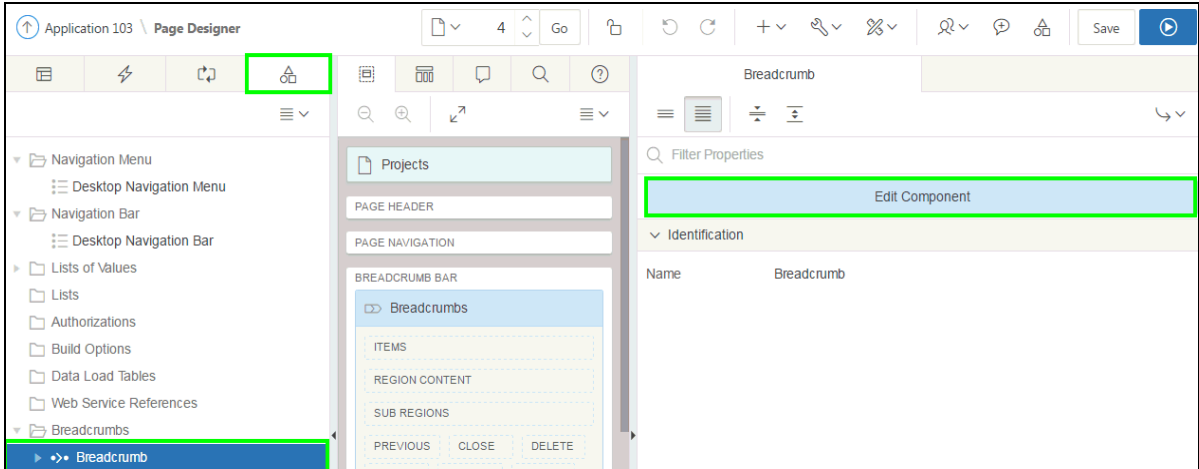 Application 103 \ Page Designer
4
Go
Save
Navigation Menu
Desktop Navigation Menu
Navigation Bar
Desktop Navigation Bar
Lists of Values
Lists
Authorizations
Build Options
Data Load Tables
Web Service References
Breadcrumbs
Breadcrumb
Projects
PAGE HEADER
PAGE NAVIGATION
BREADCRUMB BAR
Breadcrumbs
ITEMS
REGION CONTENT
SUB REGIONS
PREVIOUS CLOSE DELETE
Breadcrumb
Filter Properties
Edit Component
Identification
Name Breadcrumb